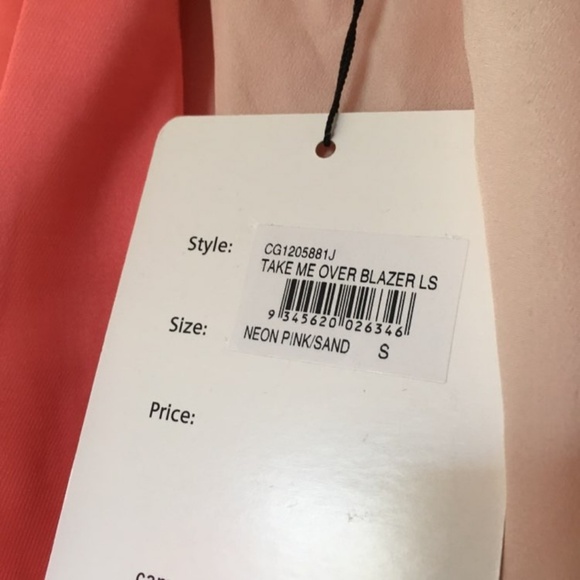 Style:
CG1205881J
TAKE ME OVER BLAZER LS
9 345620 026346
Size:
NEON PINK/SAND S
Price: